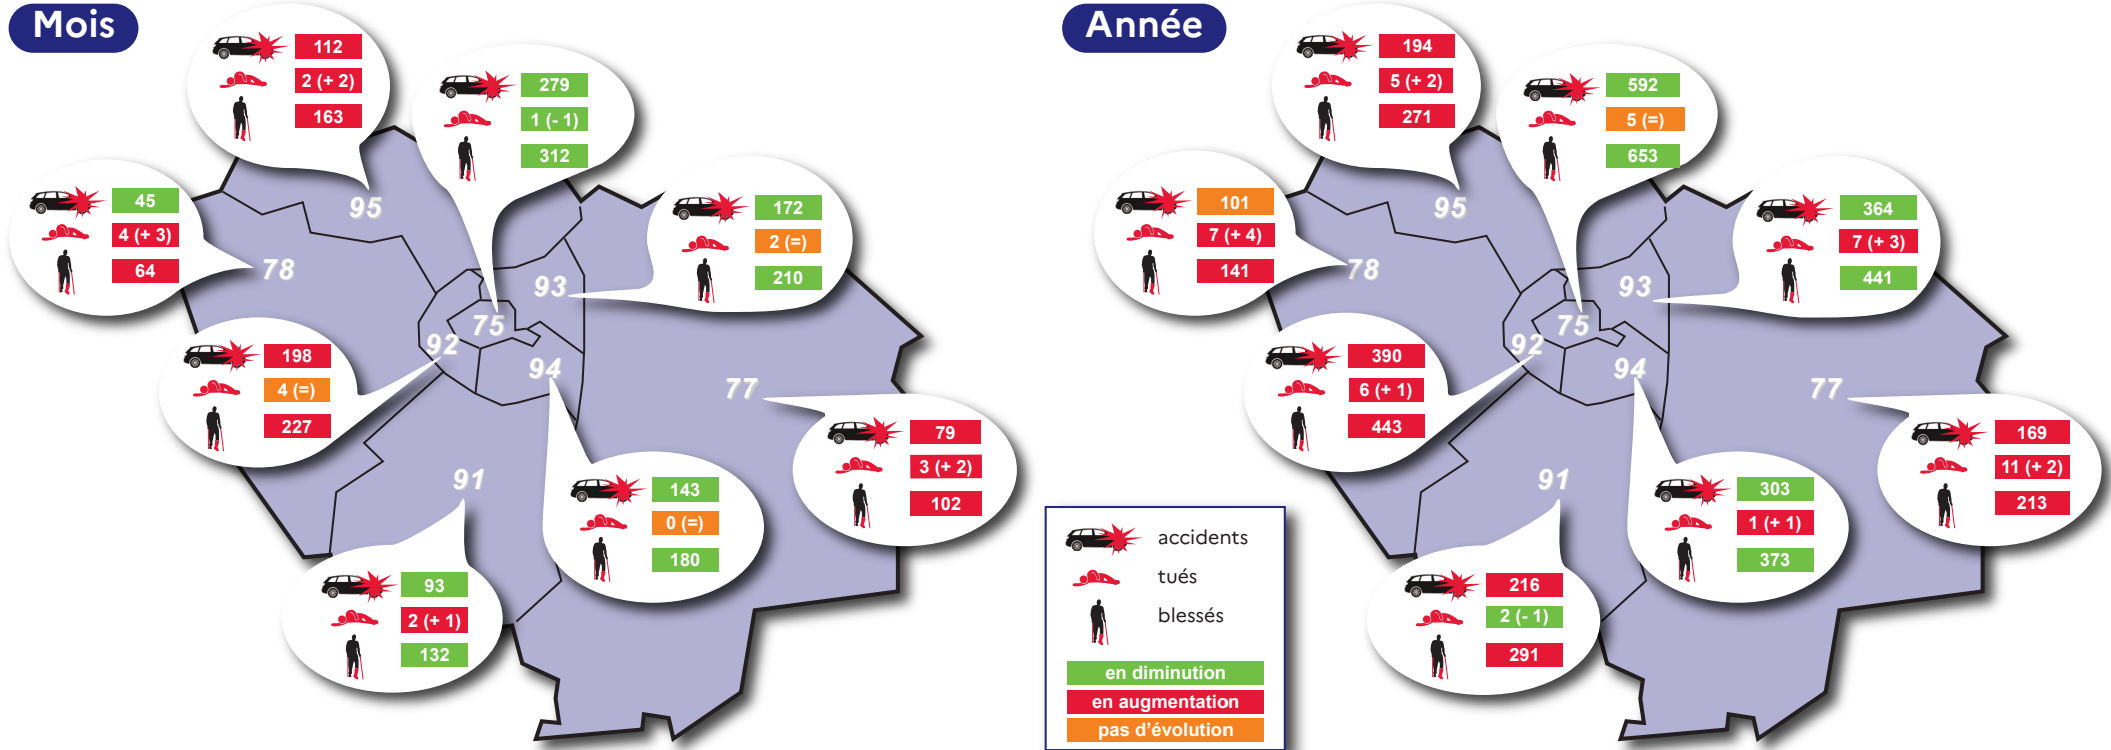 Mois
112
2 (+ 2)
163
279
1 (- 1)
312
45
4 (+ 3)
64
172
2 (=)
210
95
78
93
75
92
94
77
91
198
4 (=)
227
79
3 (+ 2)
102
143
0 (=)
180
93
2 (+ 1)
132
Année
194
5 (+ 2)
271
592
5 (=)
653
101
7 (+ 4)
141
364
7 (+ 3)
441
95
78
93
75
92
94
77
91
390
6 (+ 1)
443
169
11 (+ 2)
213
303
1 (+ 1)
373
216
2 (- 1)
291
accidents
tués
blessés
en diminution
en augmentation
pas d'évolution